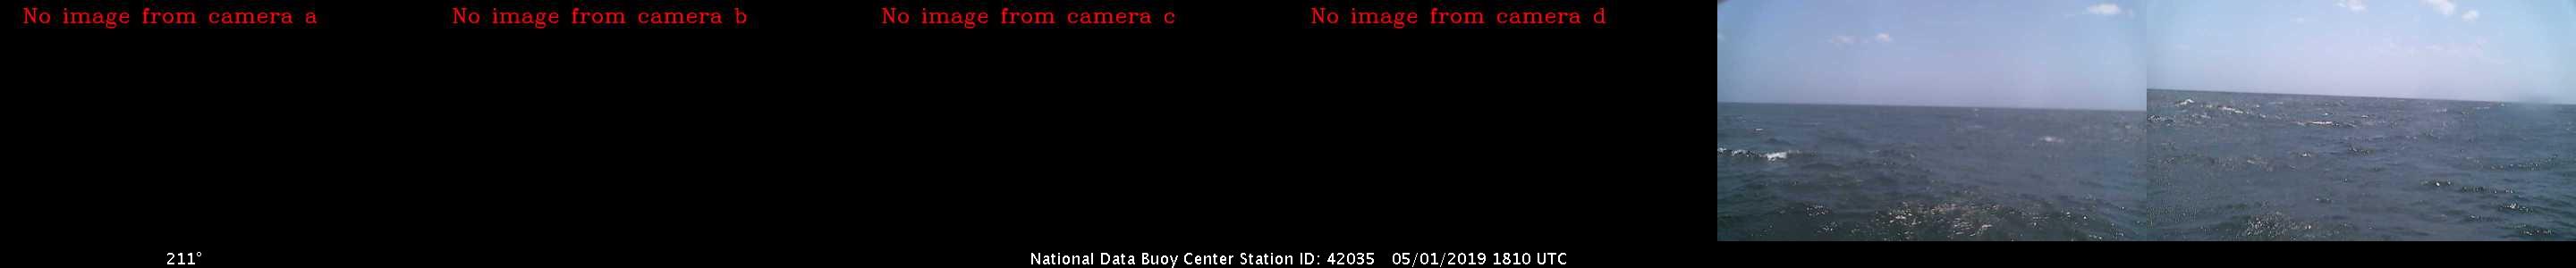 No image from camera a
No image from camera b
No image from camera c
No image from camera d
211°
National Data Buoy Center Station ID: 42035 05/01/2019 1810 UTC